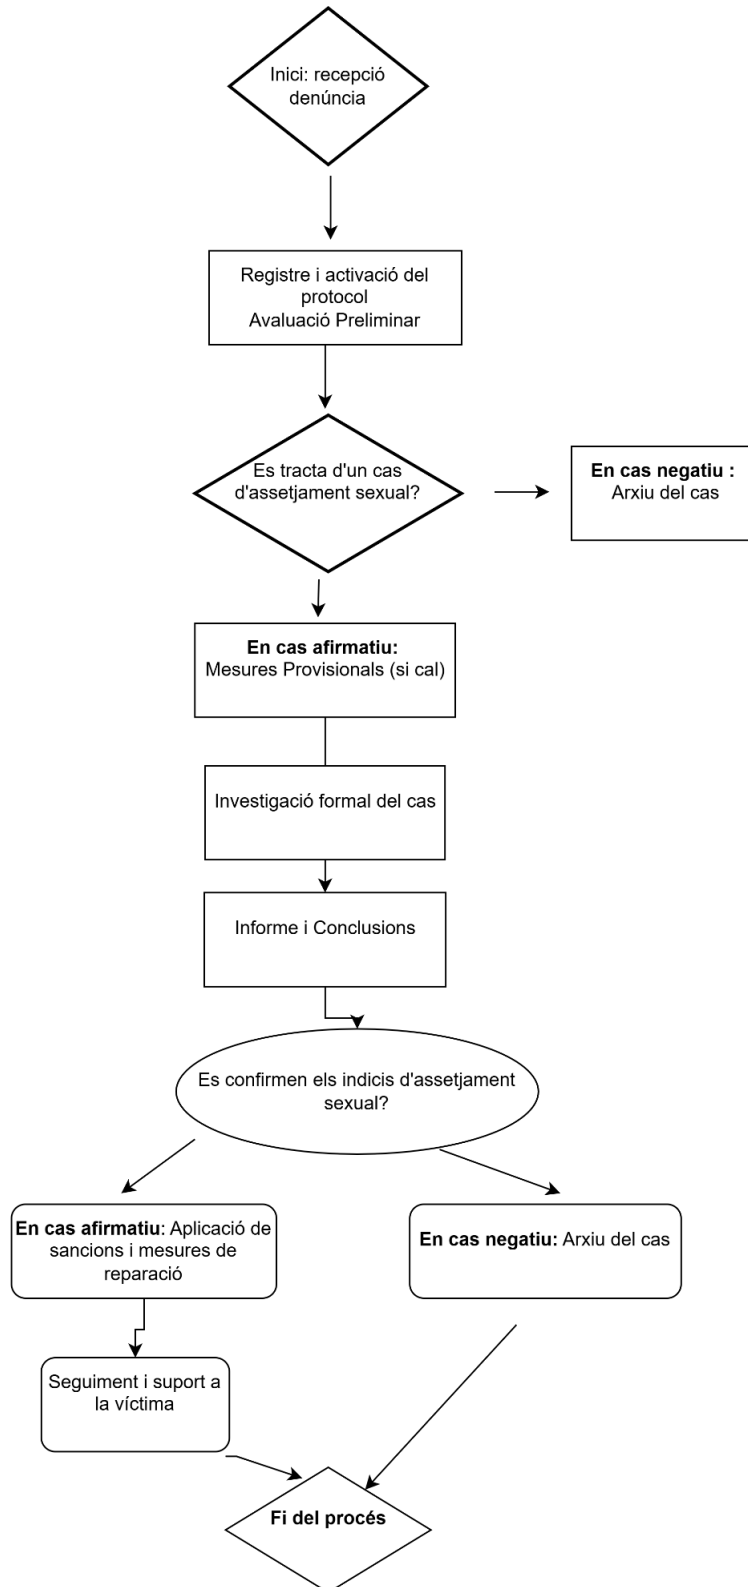 Inici: recepció
denúncia
Registre i activació del
protocol
Avaluació Preliminar
Es tracta d'un cas
d'assetjament sexual?
En cas negatiu :
Arxiu del cas
En cas afirmatiu:
Mesures Provisionals (si cal)
Investigació formal del cas
Informe i Conclusions
Es confirmen els indicis d'assetjament
sexual?
En cas afirmatiu: Aplicació de
sancions i mesures de
reparació
En cas negatiu: Arxiu del cas
Seguiment i suport a
la víctima
Fi del procés